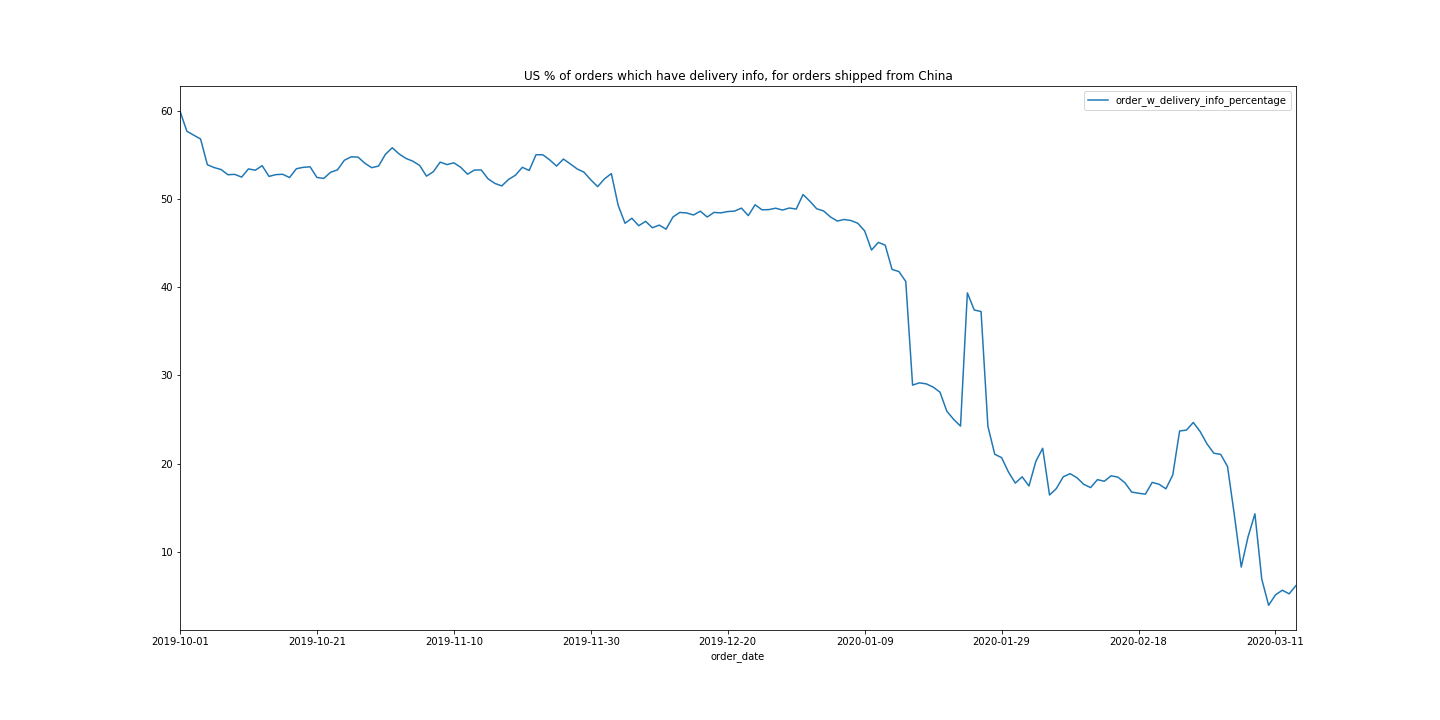 US % of orders which have delivery info, for orders shipped from China
order_w_delivery_info_percentage
60
50
40
30
20
10
2019-10-01 2019-10-21 2019-11-10 2019-11-30 2019-12-20 2020-01-09 2020-01-29 2020-02-18 2020-03-11
order_date